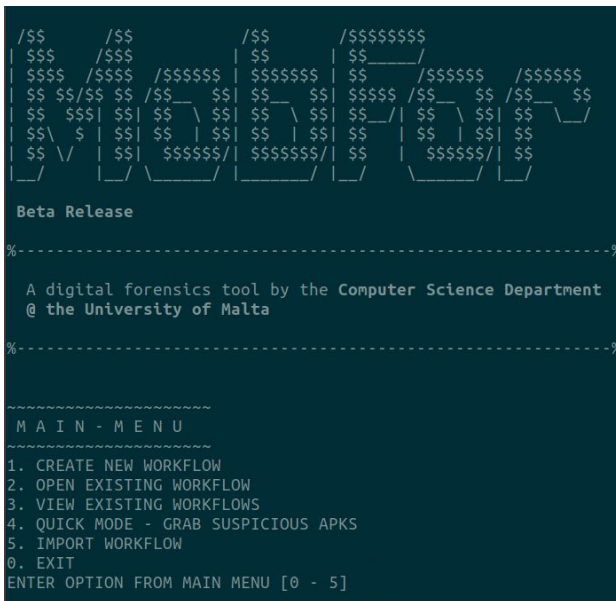 MobFor
Beta Release
%-------------------------------------------------------------%
A digital forensics tool by the Computer Science Department
@ the University of Malta
%-------------------------------------------------------------%
~~~~~~~~~~~~~~~~~~~~~
M A I N - M E N U
~~~~~~~~~~~~~~~~~~~~~
1. CREATE NEW WORKFLOW
2. OPEN EXISTING WORKFLOW
3. VIEW EXISTING WORKFLOWS
4. QUICK MODE - GRAB SUSPICIOUS APKS
5. IMPORT WORKFLOW
0. EXIT
ENTER OPTION FROM MAIN MENU [0 - 5]